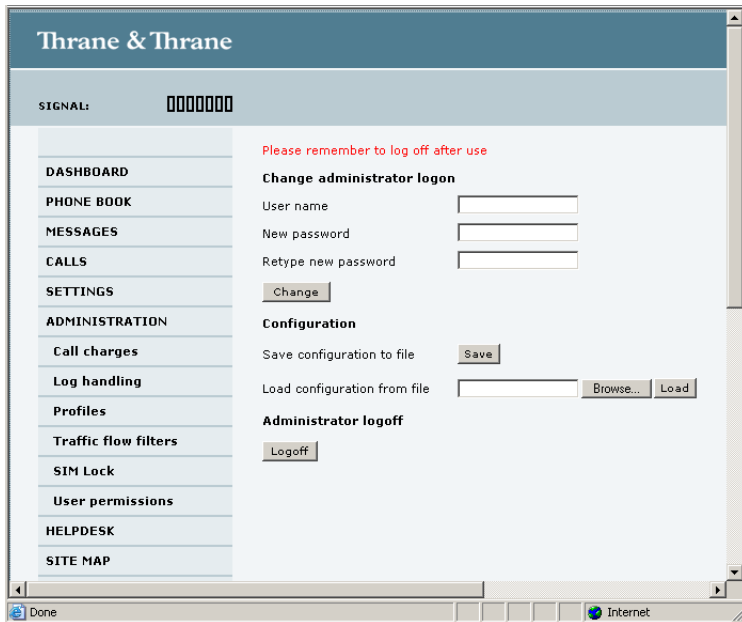 Thrane & Thrane
SIGNAL:
DASHBOARD
PHONE BOOK
MESSAGES
CALLS
SETTINGS
ADMINISTRATION
Call charges
Log handling
Profiles
Traffic flow filters
SIM Lock
User permissions
HELPDESK
SITE MAP
Please remember to log off after use
Change administrator logon
User name
New password
Retype new password
Change
Configuration
Save configuration to file Save
Load configuration from file Browse... Load
Administrator logoff
Logoff
Done Internet